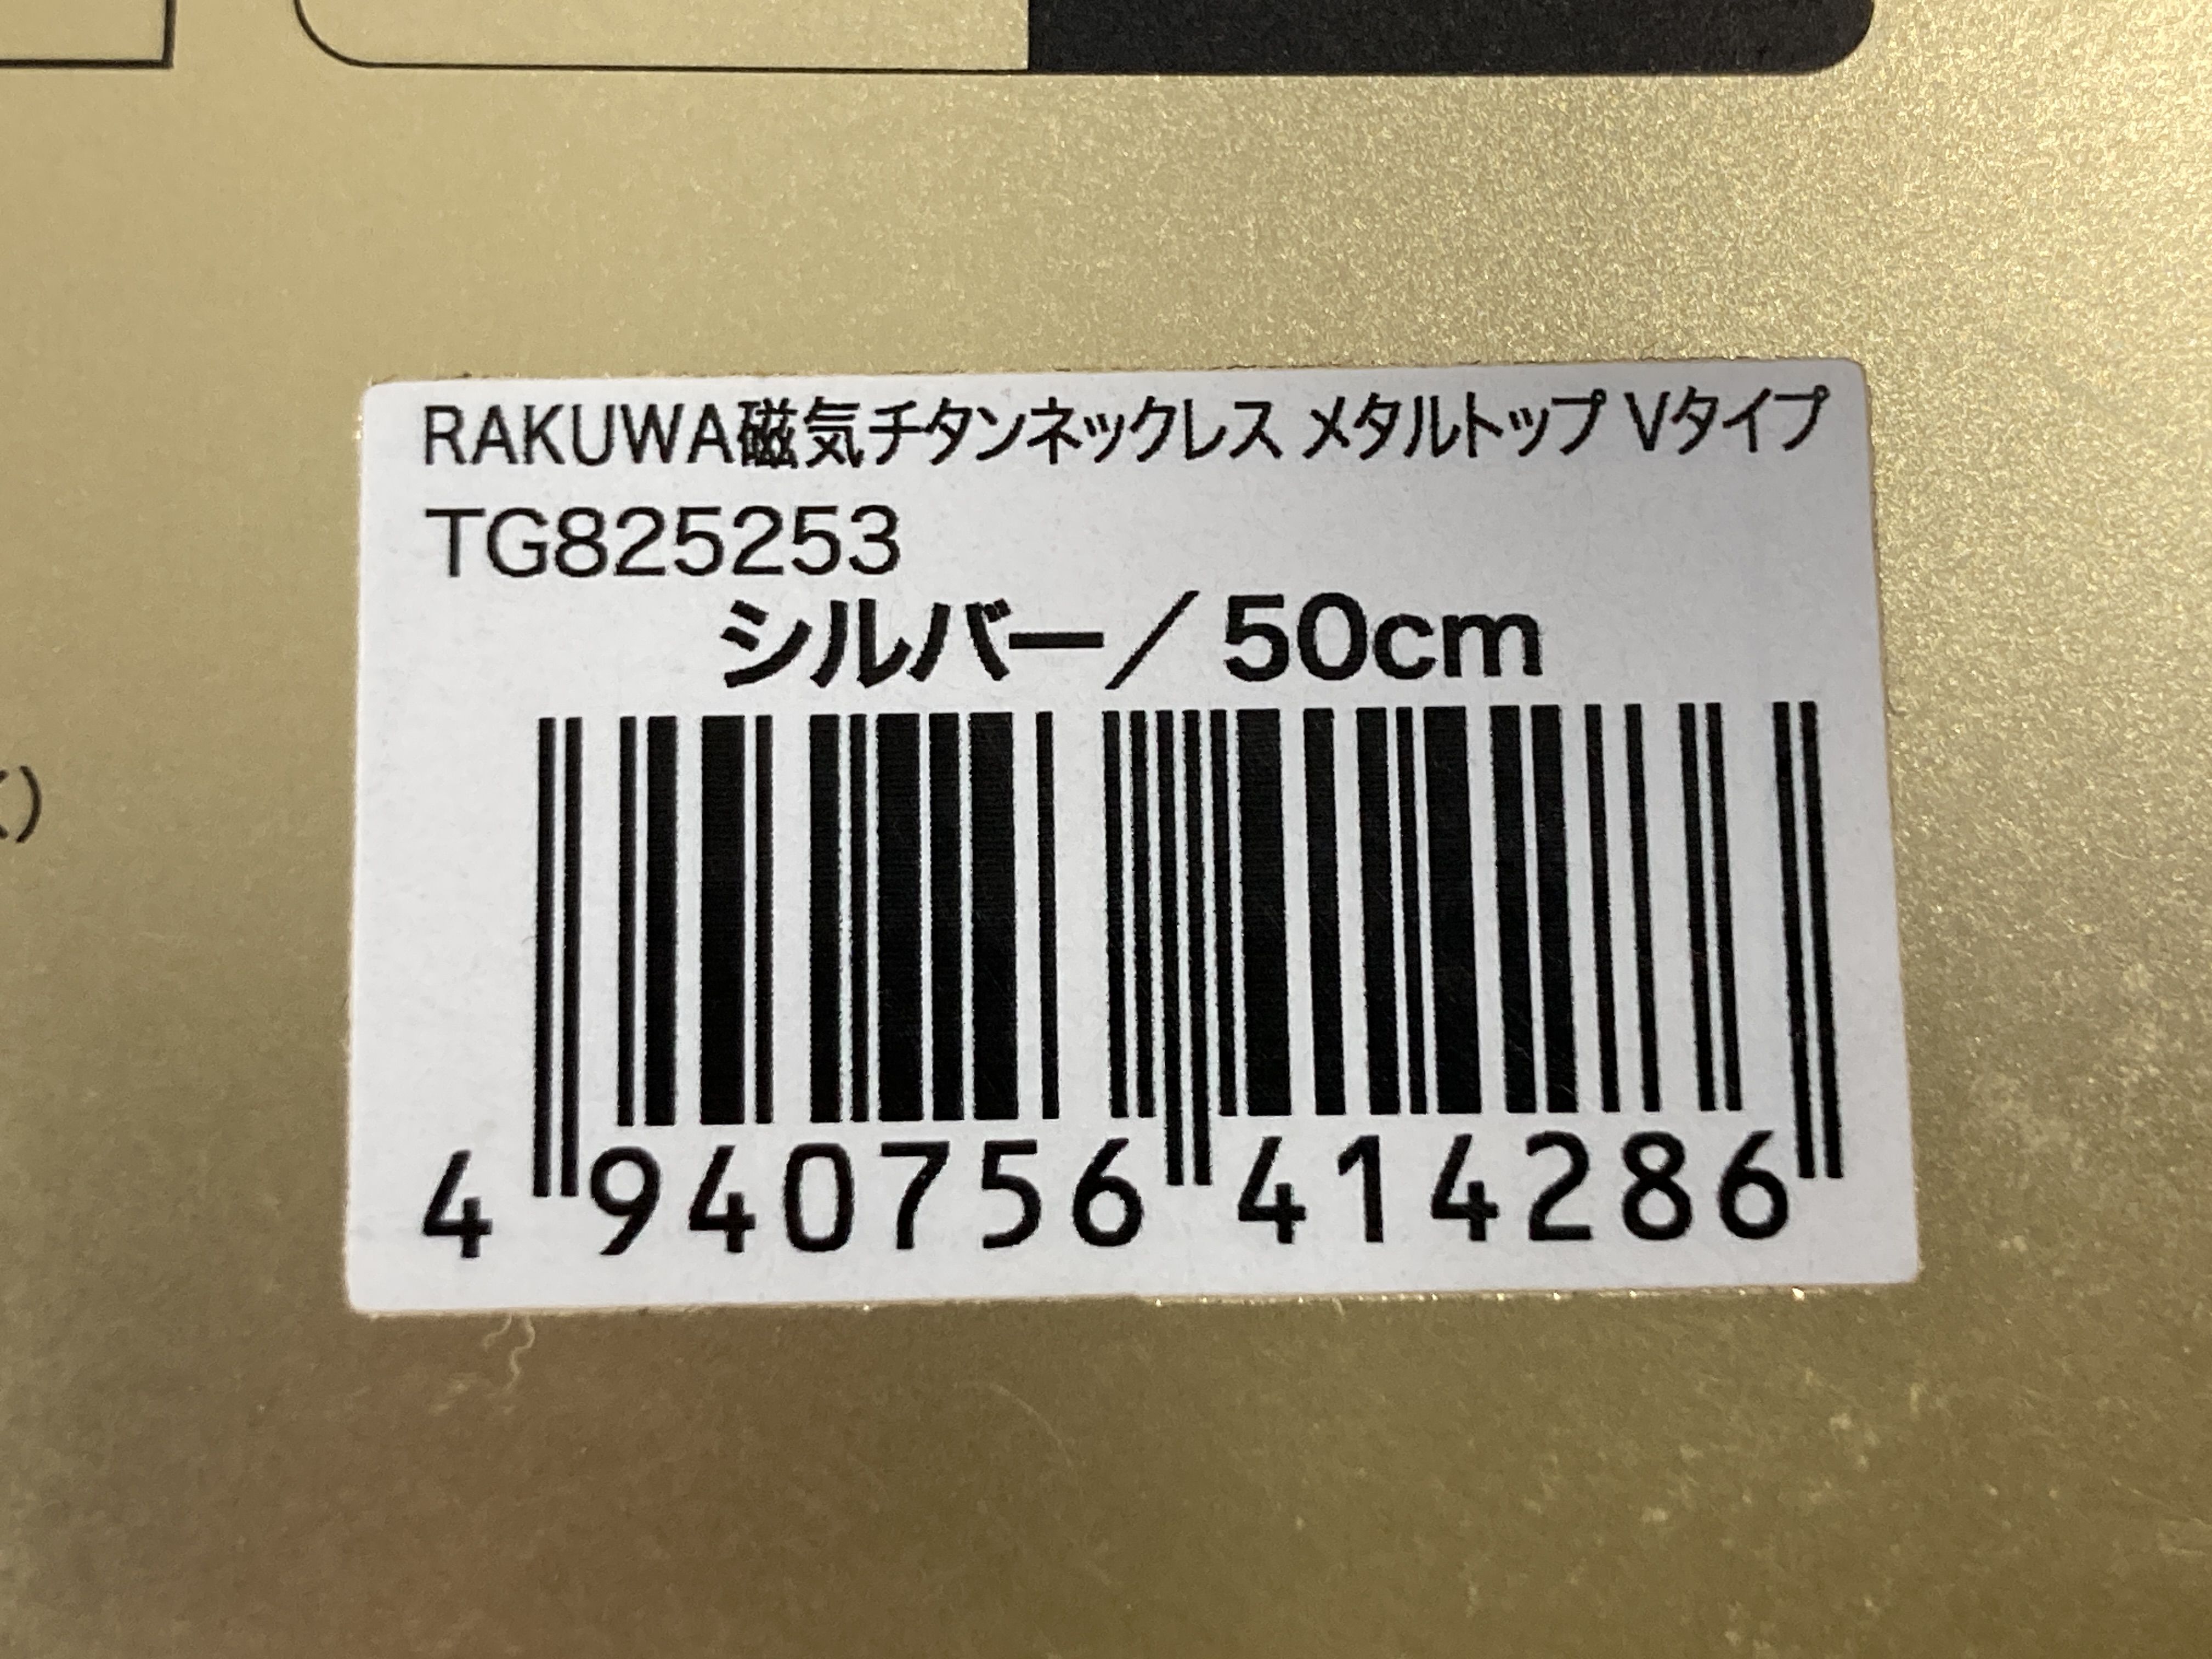 RAKUWA磁気チタンネックレス メタルトップ Vタイプ
TG825253
シルバー／50cm
4 940756 414286